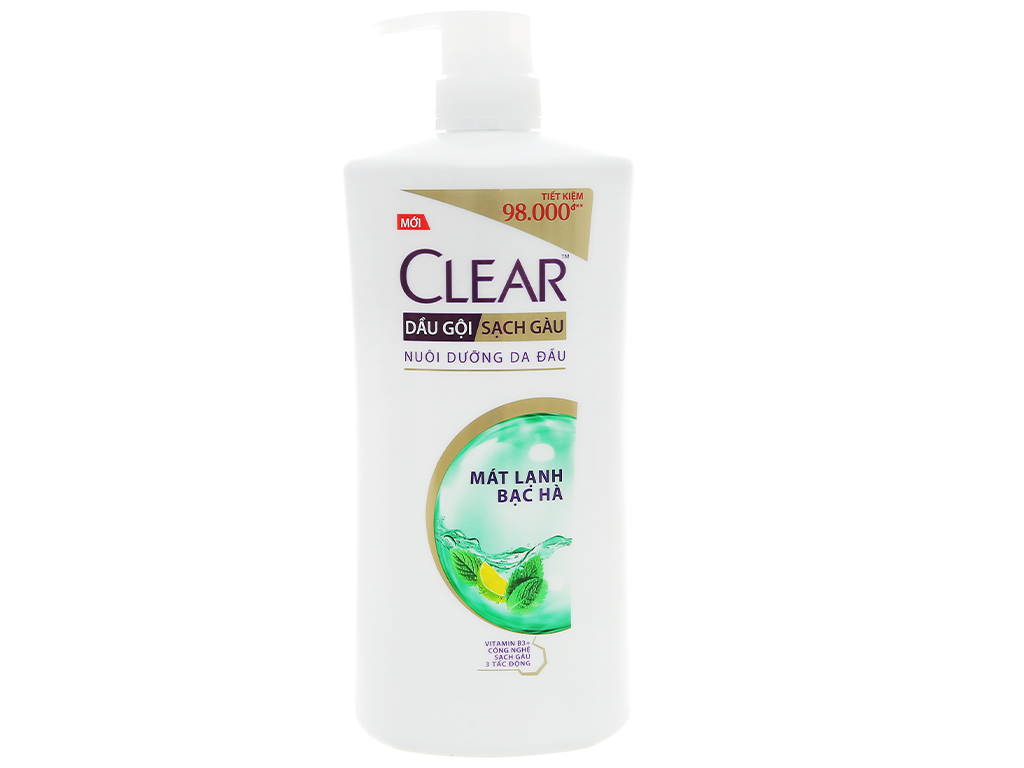 TIẾT KIỆM
98.000đ**
MỚI
CLEAR™
DẦU GỘI SẠCH GÀU
NUÔI DƯỠNG DA ĐẦU
MÁT LẠNH
BẠC HÀ
VITAMIN B3+
CÔNG NGHỆ
SẠCH GÀU
3 TÁC ĐỘNG